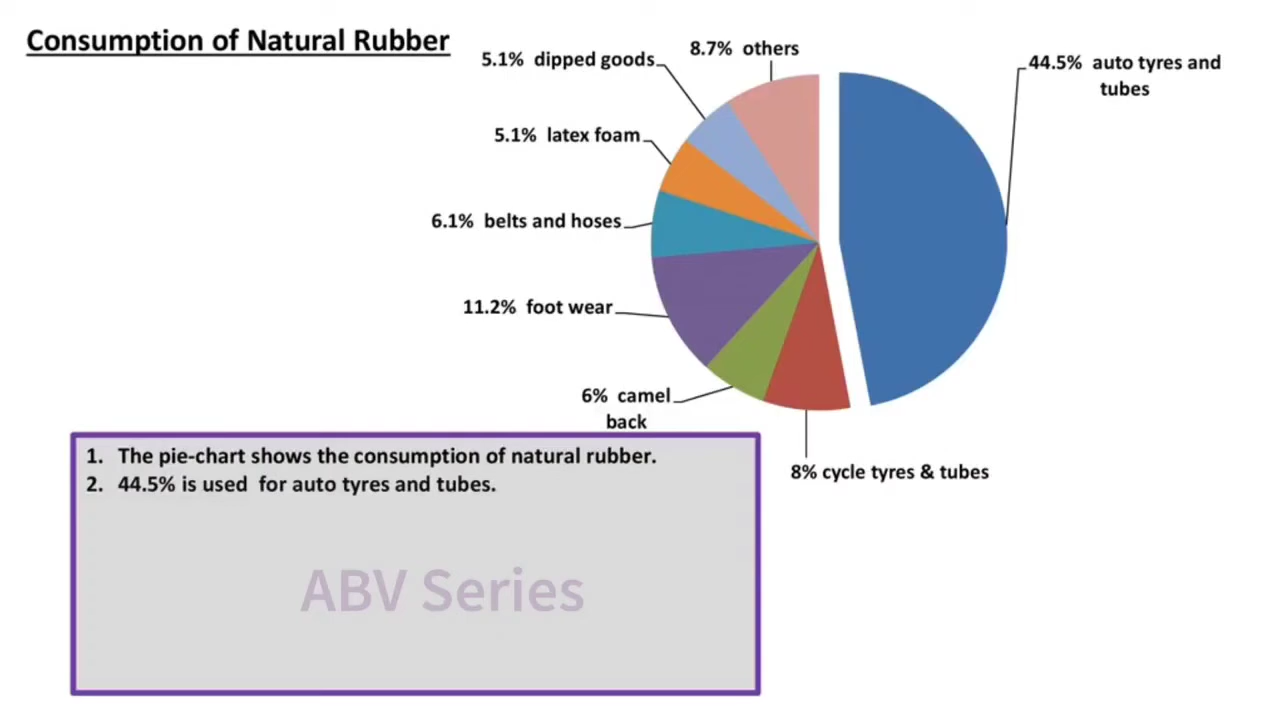 Consumption of Natural Rubber
8.7%  others
5.1%  dipped goods
44.5%  auto tyres and
tubes
5.1%  latex foam
6.1%  belts and hoses
11.2%  foot wear
6%  camel
back
8% cycle tyres & tubes
1.  The pie-chart shows the consumption of natural rubber.
2.  44.5% is used  for auto tyres and tubes.
ABV Series